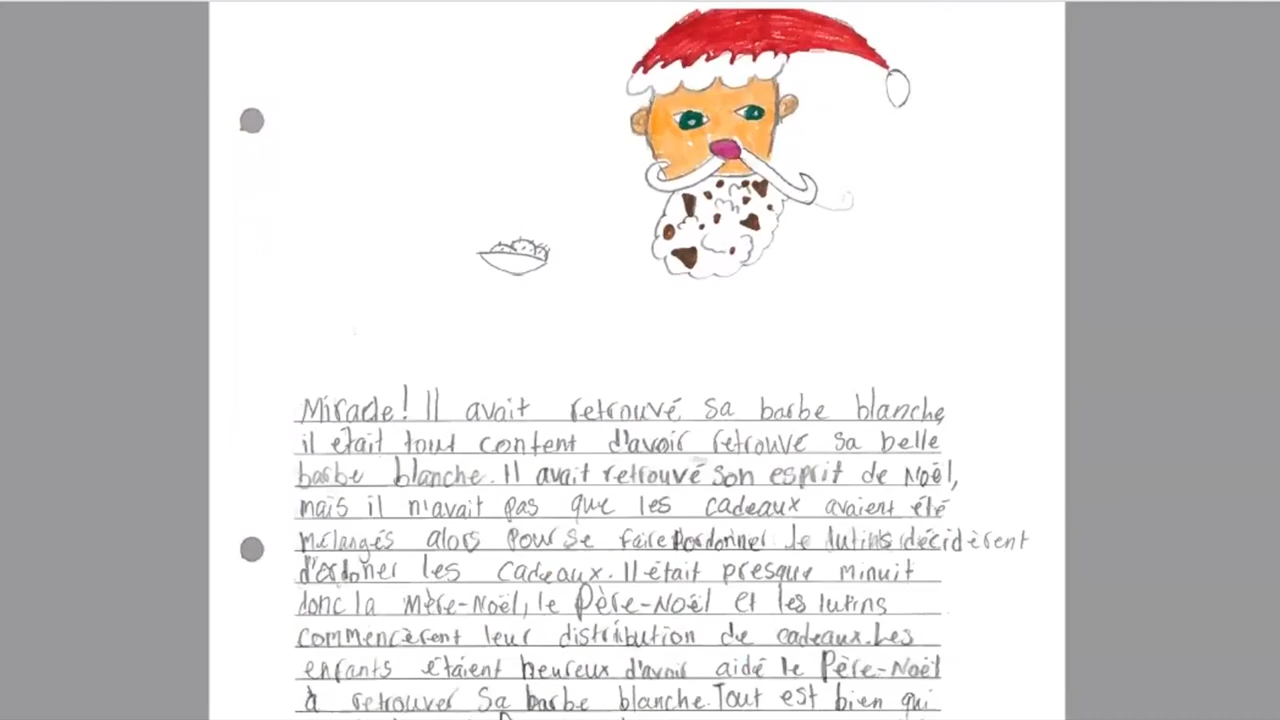 Miracle! Il avait retrouvé sa barbe blanche,
il était tout content d'avoir retrouvé sa belle
barbe blanche. Il avait retrouvé son esprit de Noël,
mais il n'avait pas que les cadeaux avaient été
mélangés alors pour se faire pordonner le lutins décidèrent
d'ordoner les cadeaux. Il était presque minuit
donc la Mère-Noël, le Père-Noël et les lutins
commencèrent leur distribution de cadeaux. Les
enfants étaient heureux d'avoir aidé le Père-Noël
à retrouver sa barbe blanche. Tout est bien qui